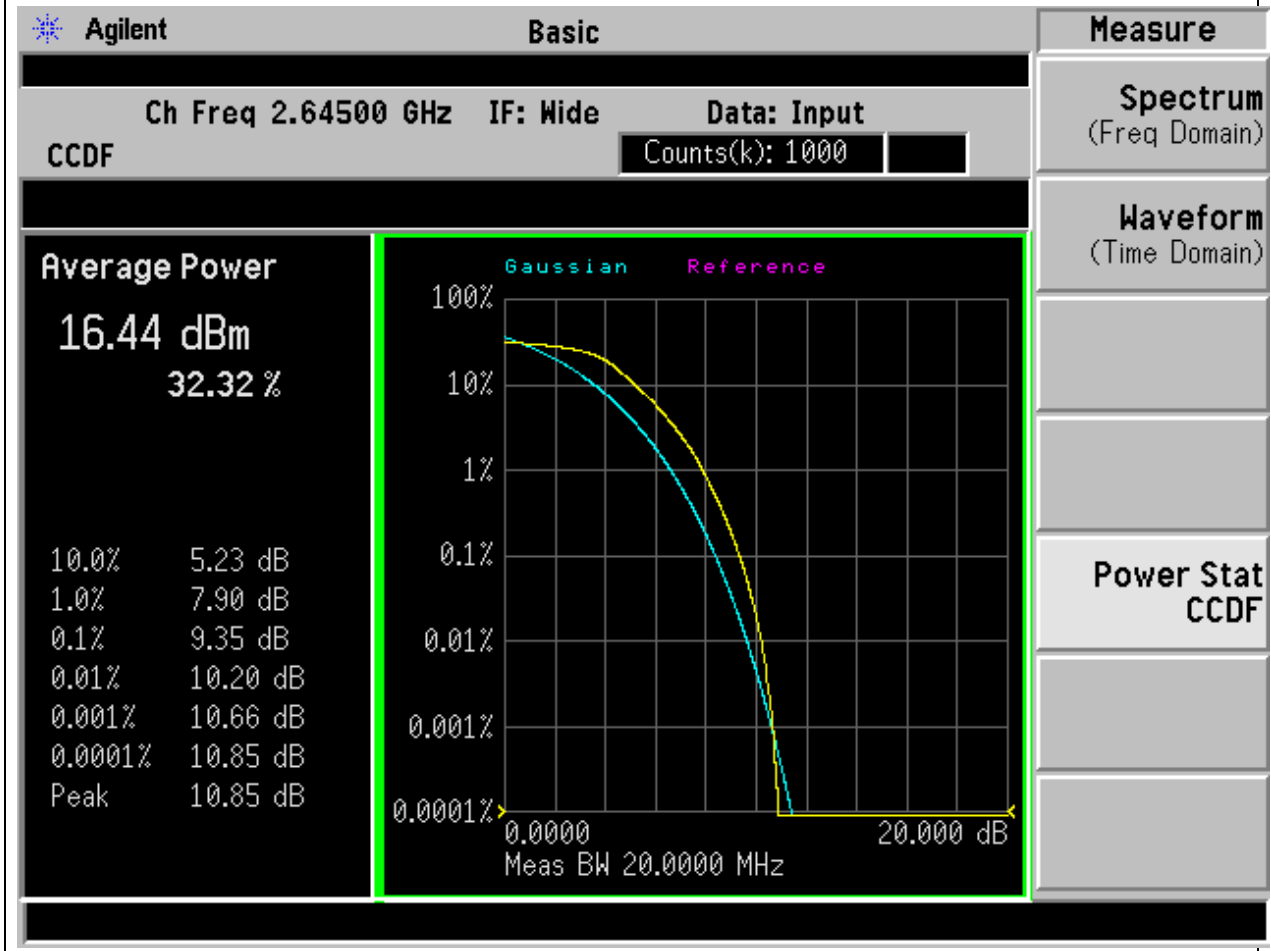 Agilent
Basic
Ch Freq 2.64500 GHz IF: Wide Data: Input
CCDF
Counts(k): 1000
Average Power
16.44 dBm
32.32 %
10.0% 5.23 dB
1.0% 7.90 dB
0.1% 9.35 dB
0.01% 10.20 dB
0.001% 10.66 dB
0.0001% 10.85 dB
Peak 10.85 dB
Gaussian Reference
100%
10%
1%
0.1%
0.01%
0.001%
0.0001%
0.0000 20.000 dB
Meas BW 20.0000 MHz
Measure
Spectrum
(Freq Domain)
Waveform
(Time Domain)
Power Stat
CCDF